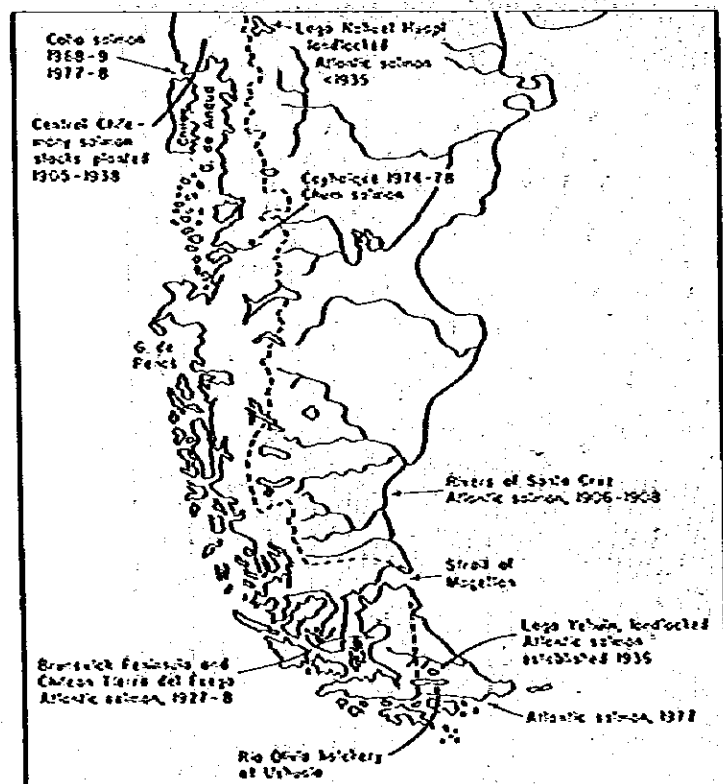 Coho salmon
1968-9
1977-8
Lago Nahuel Huapi
landlocked
Atlantic salmon
<1935
Central Chile-
many salmon
stocks planted
1905-1938
Chiloe
G. de Ancud
Coyhaique 1974-78
Chum salmon
G. de
Penas
Rivers of Santa Cruz
Atlantic salmon, 1906-1908
Strait of
Magellan
Lago Yehuin, landlocked
Atlantic salmon
established 1935
Brunswick Peninsula and
Chilean Tierra del Fuego
Atlantic salmon, 1927-8
Atlantic salmon, 1977
Rio Olivia hatchery
at Ushuaia